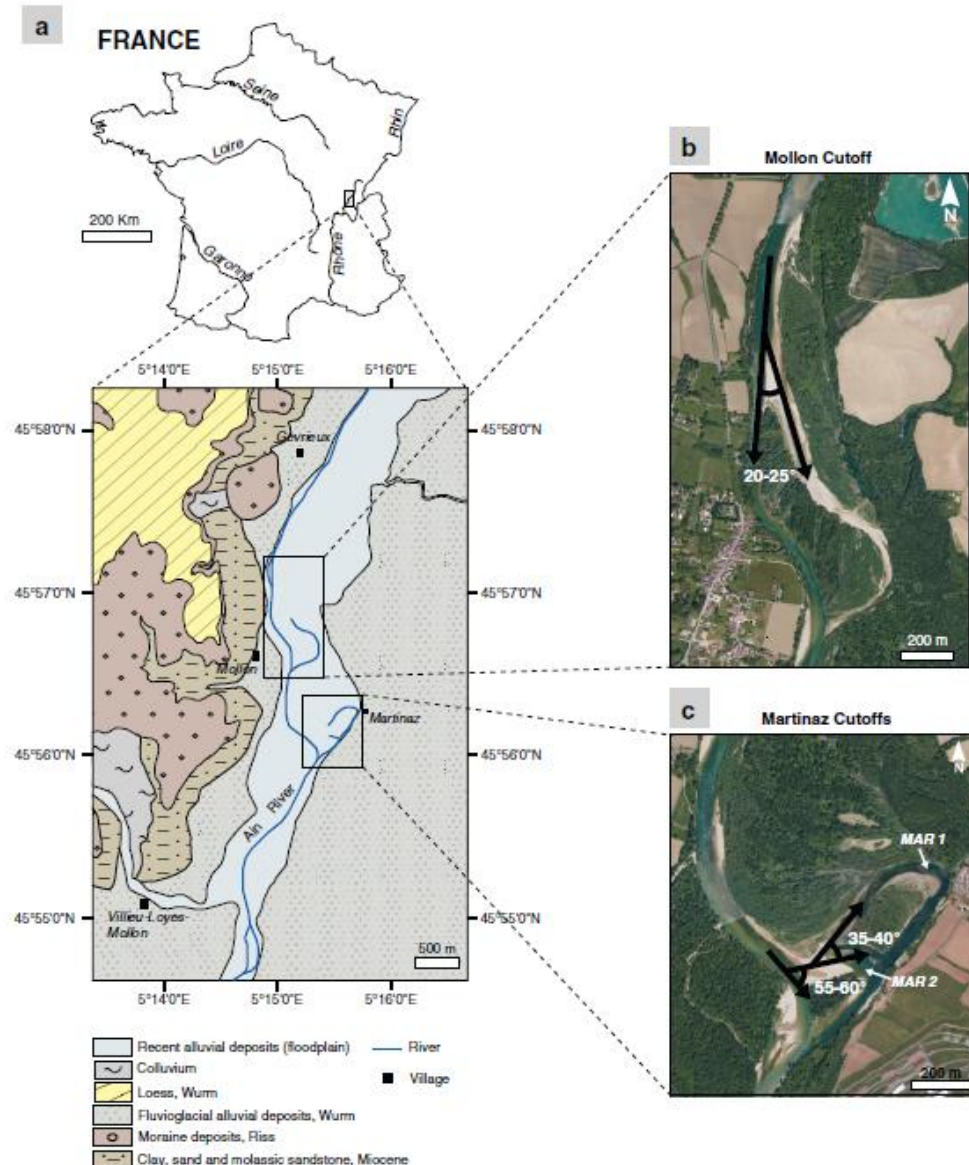 a
FRANCE
Seine
Rhin
Loire
200 Km
Garonne
Rhône
5°14'0"E 5°15'0"E 5°16'0"E
45°58'0"N 45°58'0"N
Gévrieux
45°57'0"N 45°57'0"N
Mollon
Martinaz
45°56'0"N 45°56'0"N
Ain River
45°55'0"N 45°55'0"N
Villieu-Loyes-
Mollon
500 m
5°14'0"E 5°15'0"E 5°16'0"E
Recent alluvial deposits (floodplain) River
Colluvium Village
Loess, Wurm
Fluvioglacial alluvial deposits, Wurm
Moraine deposits, Riss
Clay, sand and molassic sandstone, Miocene
b
Mollon Cutoff
N
20-25°
200 m
c
Martinaz Cutoffs
N
MAR 1
35-40°
MAR 2
55-60°
200 m